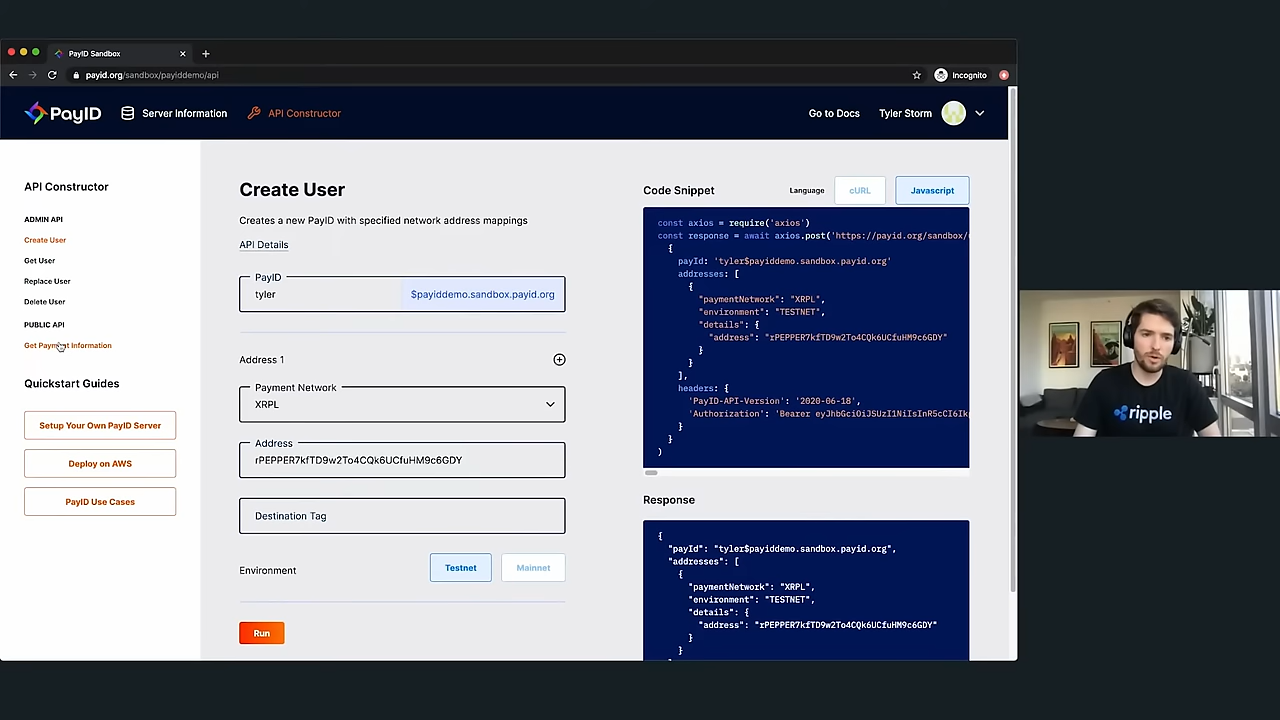 PayID Sandbox
payid.org/sandbox/payiddemo/api
Incognito
PayID
Server Information
API Constructor
Go to Docs
Tyler Storm
API Constructor
ADMIN API
Create User
Get User
Replace User
Delete User
PUBLIC API
Get Payment Information
Quickstart Guides
Setup Your Own PayID Server
Deploy on AWS
PayID Use Cases
Create User
Creates a new PayID with specified network address mappings
API Details
PayID
tyler
$payiddemo.sandbox.payid.org
Address 1
Payment Network
XRPL
Address
rPEPPER7kfTD9w2To4CQk6UCfuHM9c6GDY
Destination Tag
Environment
Testnet
Mainnet
Run
Code Snippet
Language
cURL
Javascript
const axios = require('axios')
const response = await axios.post('https://payid.org/sandbox/
{
payId: 'tyler$payiddemo.sandbox.payid.org'
addresses: [
{
"paymentNetwork": "XRPL",
"environment": "TESTNET",
"details": {
"address": "rPEPPER7kfTD9w2To4CQk6UCfuHM9c6GDY"
}
}
],
headers: {
'PayID-API-Version': '2020-06-18',
'Authorization': 'Bearer eyJhbGciOiJSUzI1NiIsInR5cCI6Ik
}
}
)
Response
{
"payId": "tyler$payiddemo.sandbox.payid.org",
"addresses": [
{
"paymentNetwork": "XRPL",
"environment": "TESTNET",
"details": {
"address": "rPEPPER7kfTD9w2To4CQk6UCfuHM9c6GDY"
}
}
ripple